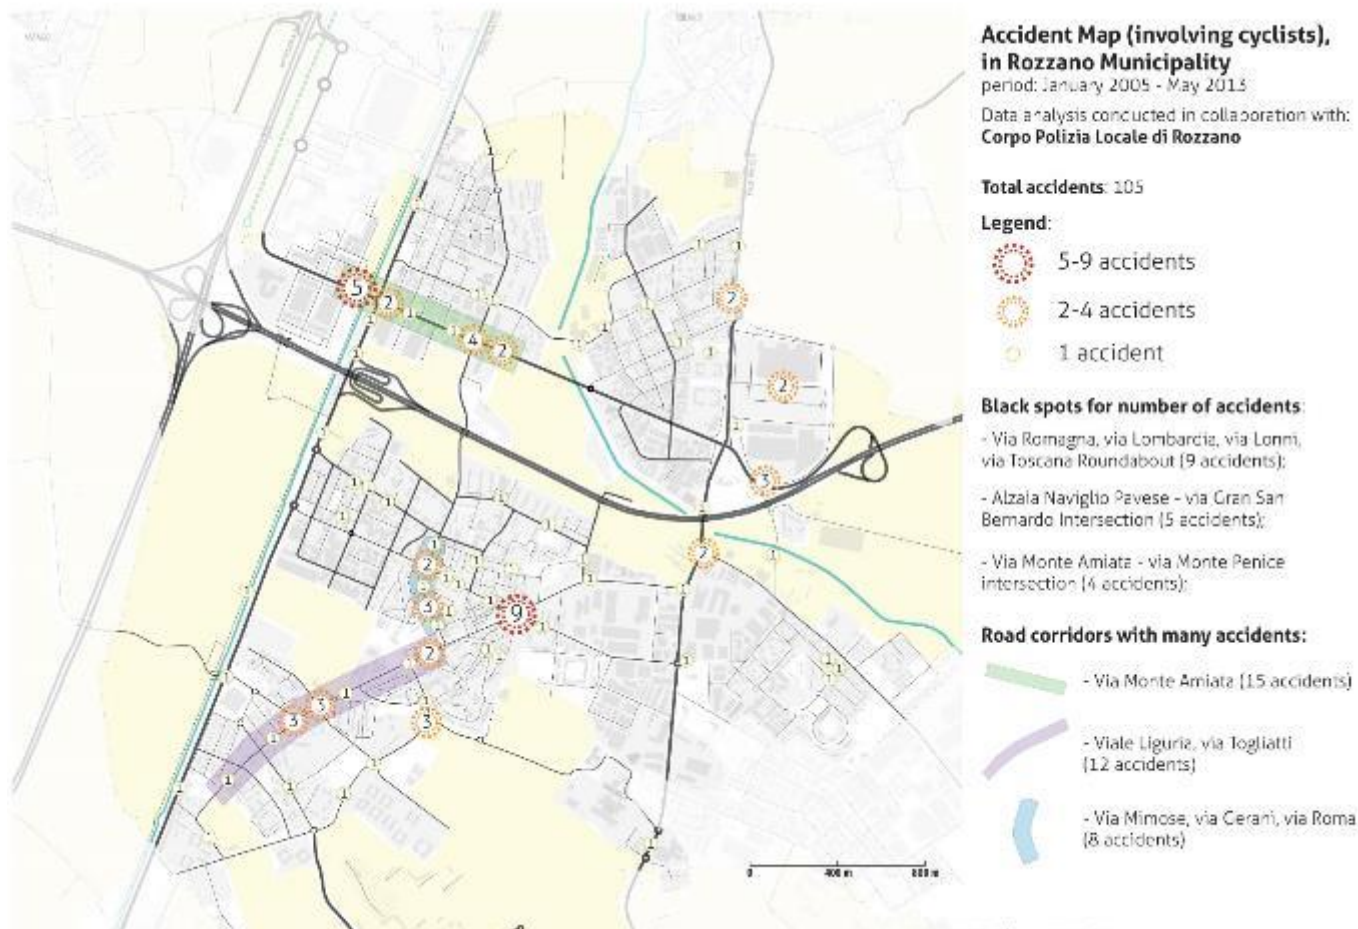 Accident Map (involving cyclists),
in Rozzano Municipality
period: January 2005 - May 2013
Data analysis conducted in collaboration with:
Corpo Polizia Locale di Rozzano
Total accidents: 105
Legend:
5-9 accidents
2-4 accidents
1 accident
Black spots for number of accidents:
- Via Romagna, via Lombardia, via Lonni,
via Toscana Roundabout (9 accidents);
- Alzaia Naviglio Pavese - via Gran San
Bernardo Intersection (5 accidents);
- Via Monte Amiata - via Monte Penice
intersection (4 accidents);
Road corridors with many accidents:
- Via Monte Amiata (15 accidents)
- Viale Liguria, via Togliatti
(12 accidents)
- Via Mimose, via Gerani, via Roma
(8 accidents)
5
2
4
2
2
2
3
2
2
3
9
2
3
3
3
0
400 m
800 m